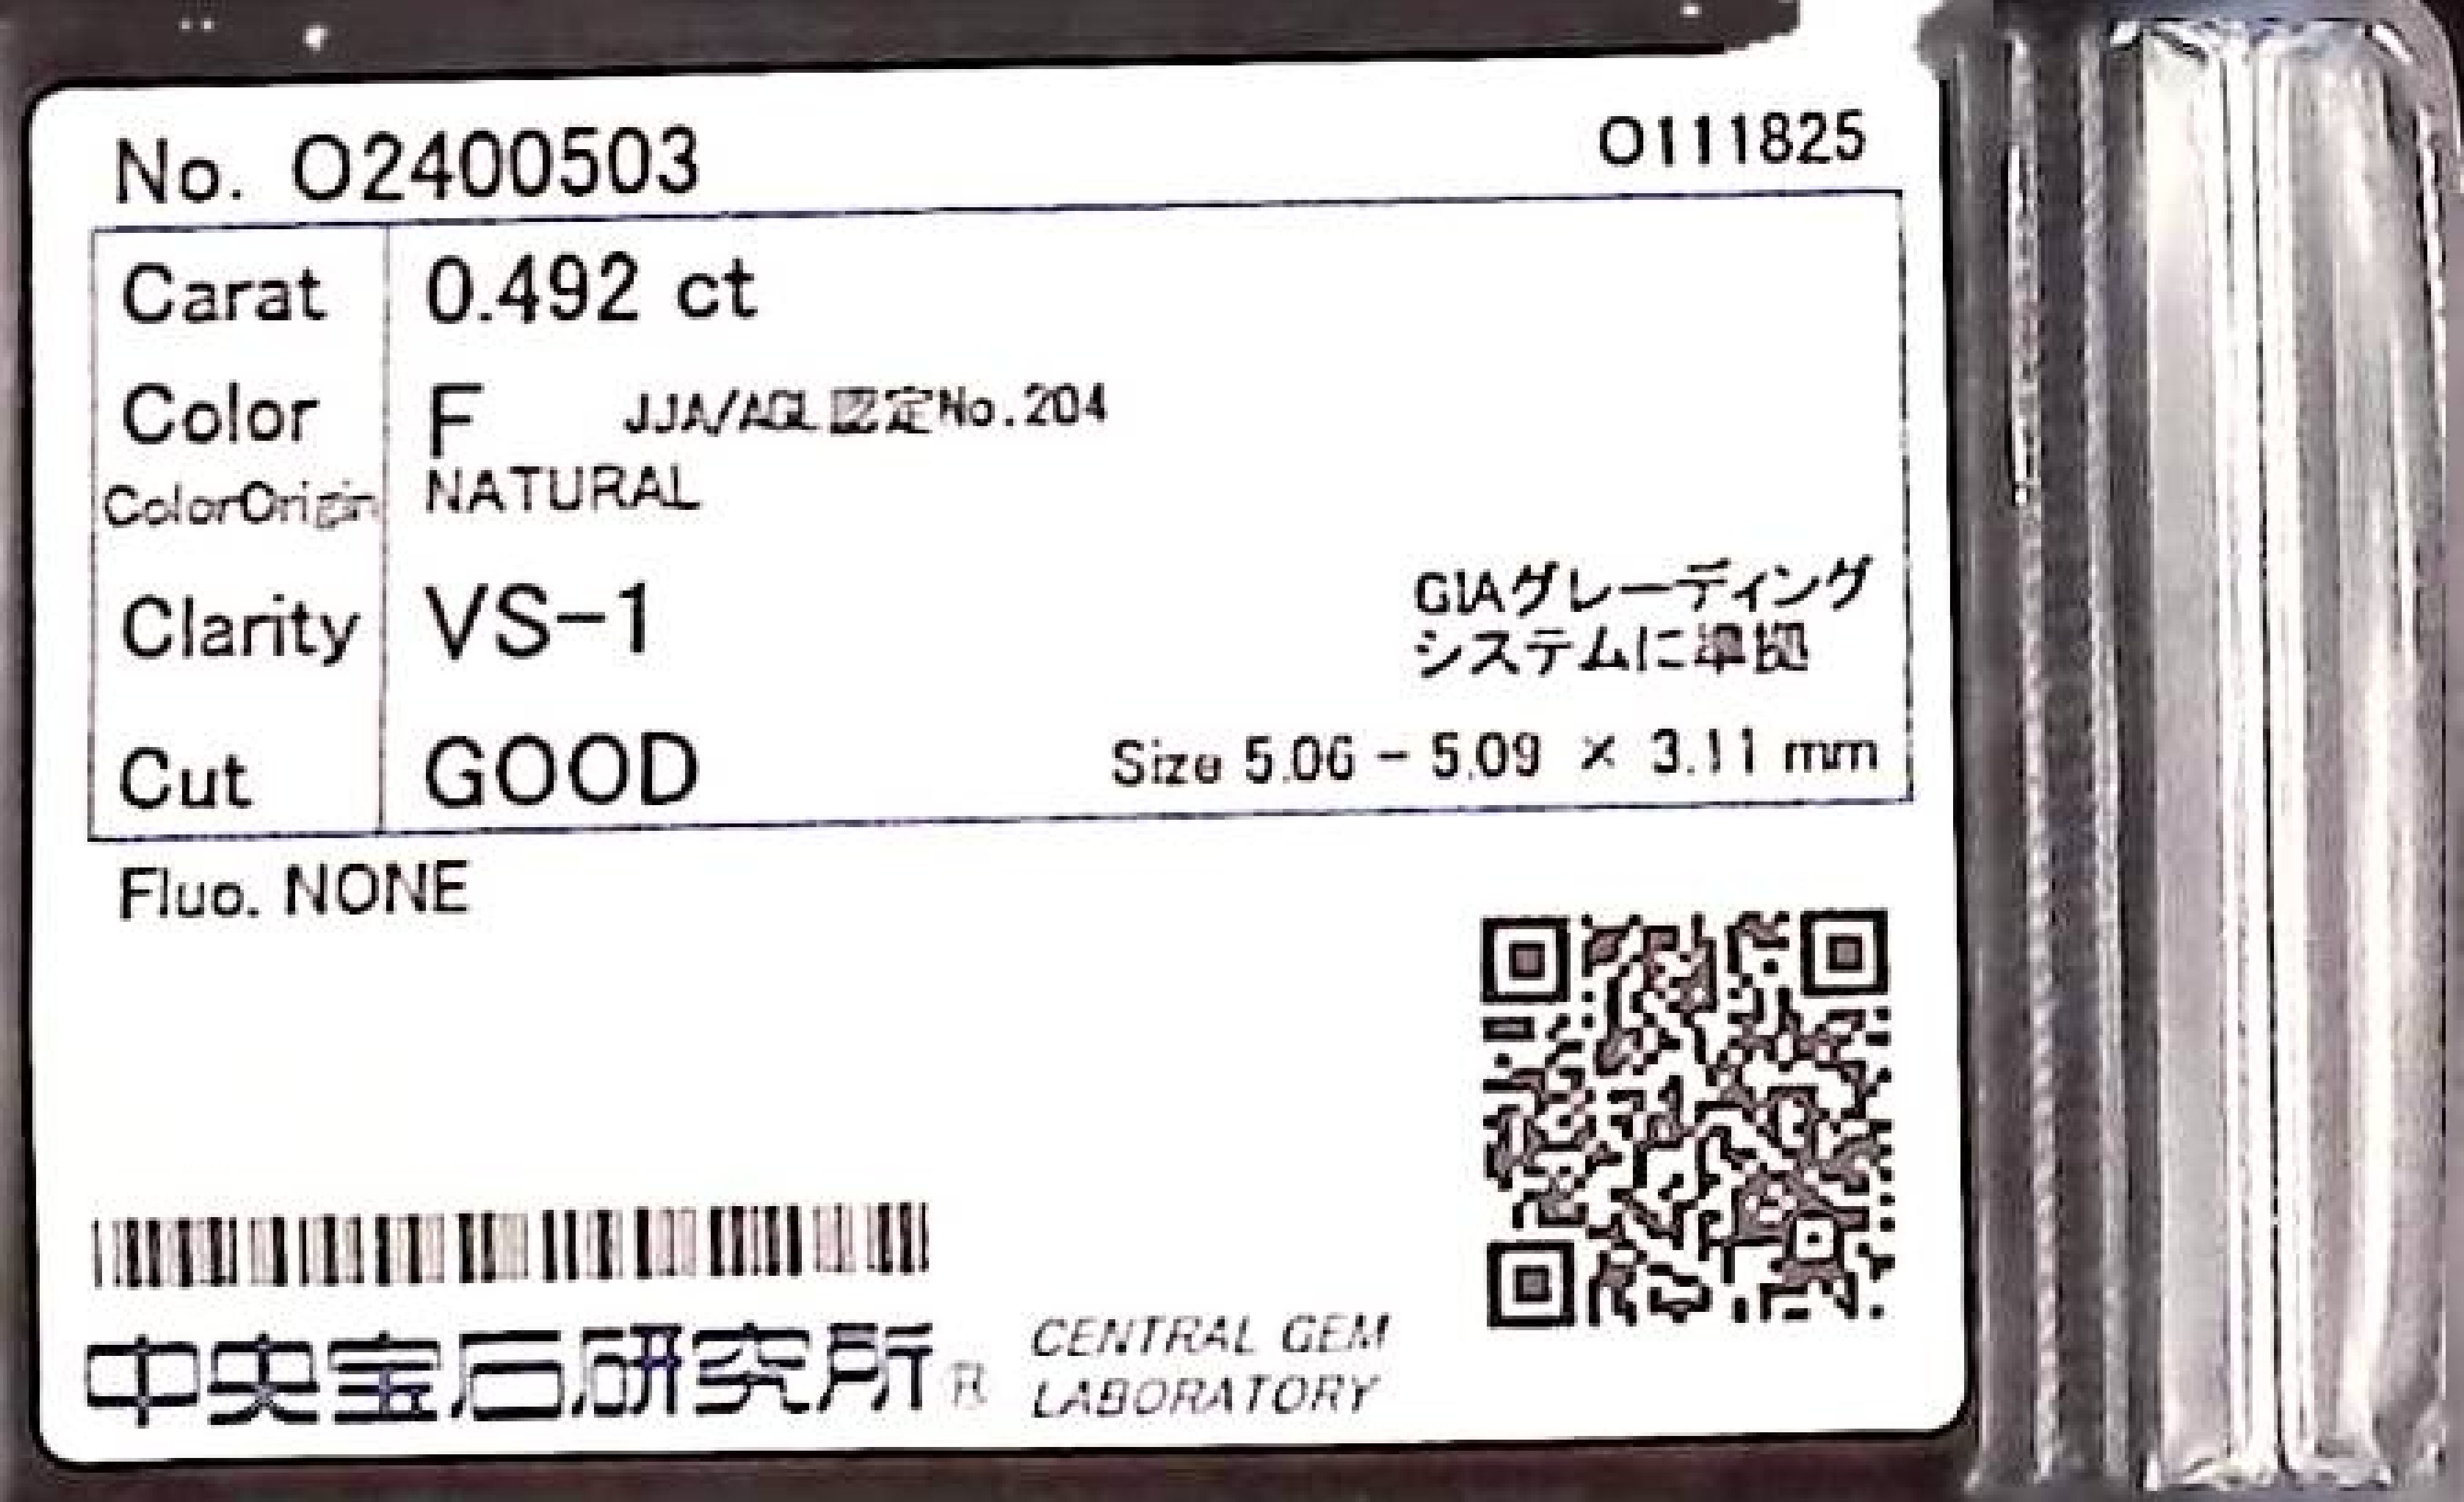 No. O2400503
O111825
Carat 0.492 ct
Color F JJA/AGL認定No.204
ColorOrigin NATURAL
Clarity VS-1
GIAグレーディング
システムに準拠
Cut GOOD Size 5.06 - 5.09 × 3.11 mm
Fluo. NONE
中央宝石研究所® CENTRAL GEM
LABORATORY